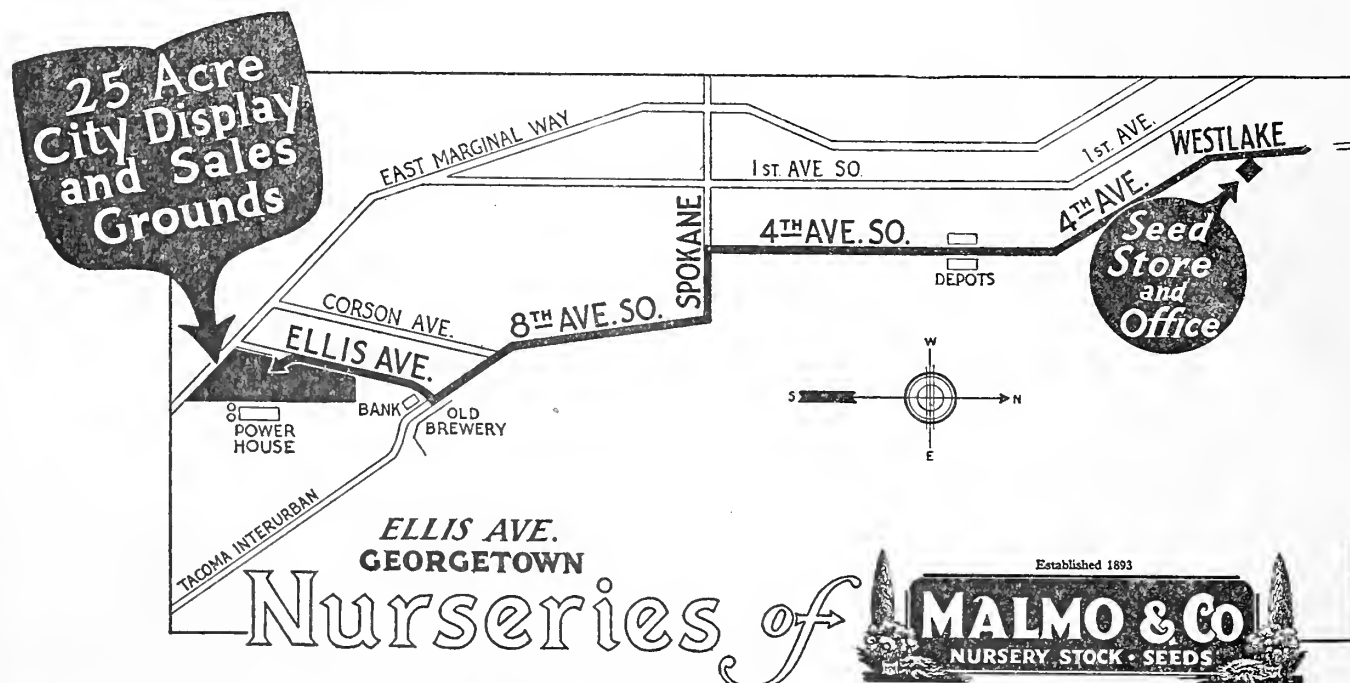 25 Acre
City Display
and Sales
Grounds
EAST MARGINAL WAY
1ST. AVE SO.
1ST. AVE.
WESTLAKE
4TH AVE.
4TH AVE. SO.
DEPOTS
SPOKANE
Seed
Store
and
Office
CORSON AVE.
8TH AVE. SO.
ELLIS AVE.
BANK
OLD
BREWERY
POWER
HOUSE
TACOMA INTERURBAN
W
S
N
E
ELLIS AVE.
GEORGETOWN
Nurseries of
Established 1893
MALMO & CO
NURSERY STOCK · SEEDS